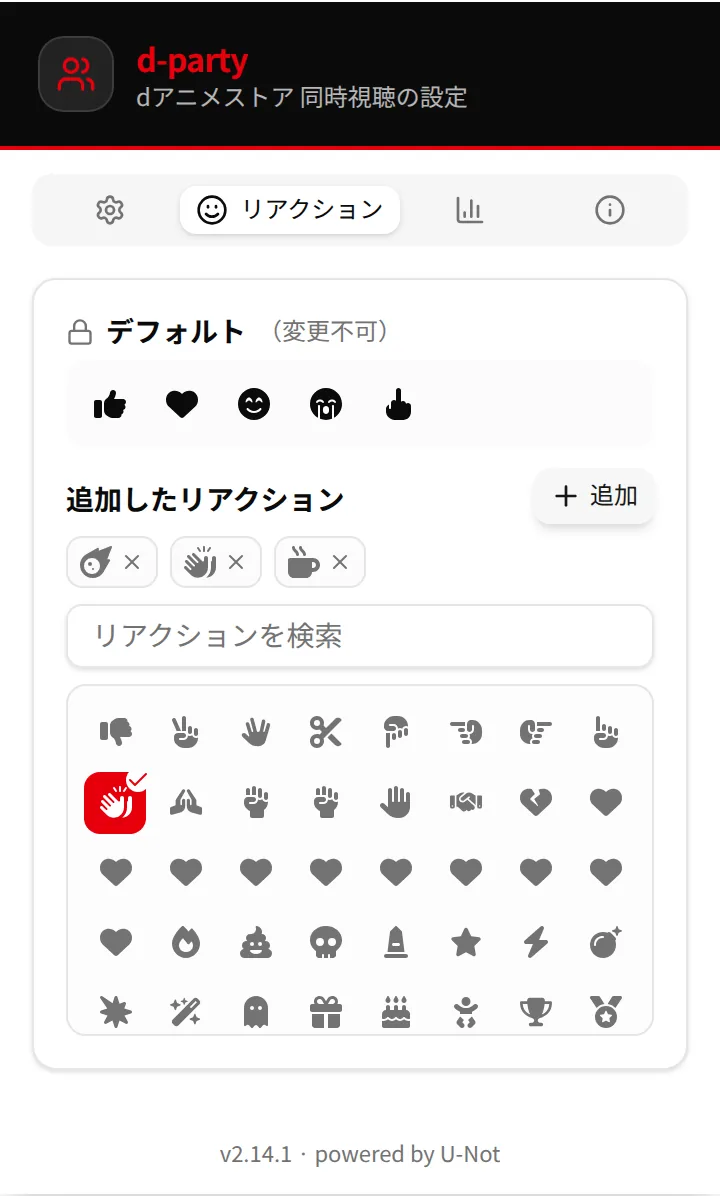 d-party
dアニメストア 同時視聴の設定
リアクション
デフォルト （変更不可）
追加したリアクション
追加
リアクションを検索
v2.14.1 · powered by U-Not